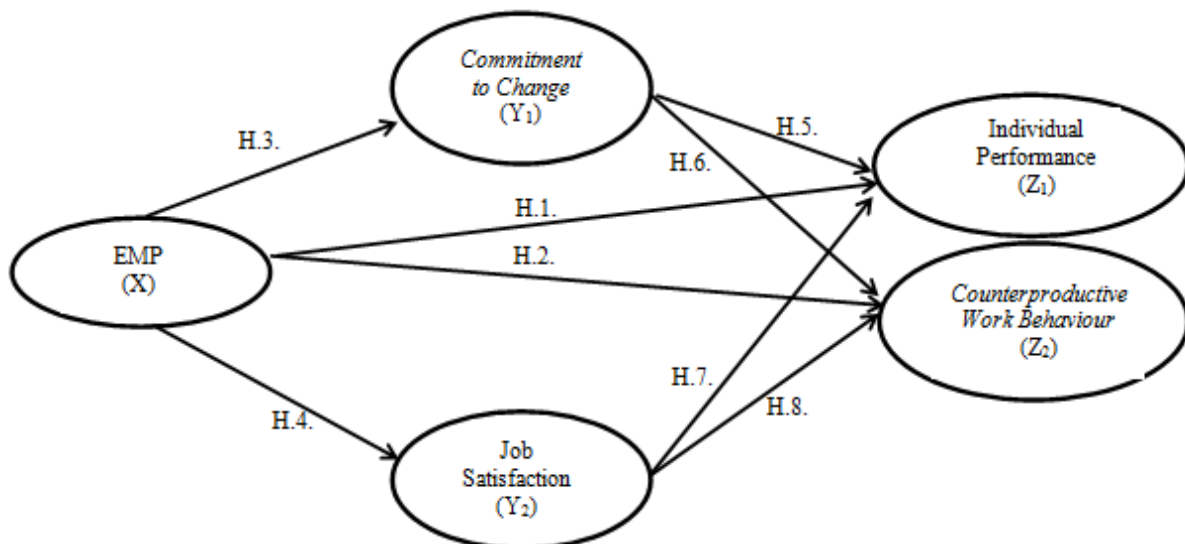 Commitment
to Change
(Y₁)
H.5.
Individual
Performance
(Z₁)
H.3.
H.6.
H.1.
EMP
(X)
H.2.
Counterproductive
Work Behaviour
(Z₂)
H.7.
H.8.
H.4.
Job
Satisfaction
(Y₂)